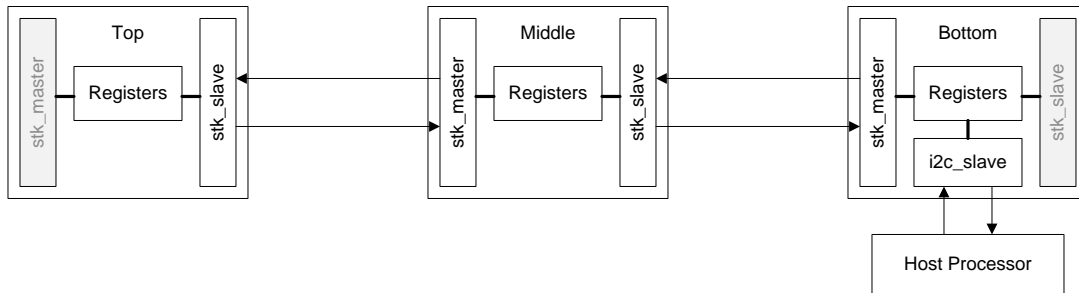 Top
Middle
Bottom
stk_master
Registers
stk_slave
stk_master
Registers
stk_slave
stk_master
Registers
stk_slave
i2c_slave
Host Processor